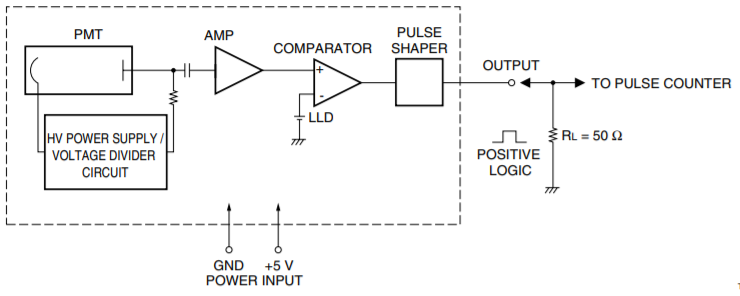 PMT
AMP
COMPARATOR
PULSE
SHAPER
OUTPUT
TO PULSE COUNTER
+
-
LLD
HV POWER SUPPLY /
VOLTAGE DIVIDER
CIRCUIT
POSITIVE
LOGIC
RL = 50 Ω
GND
+5 V
POWER INPUT